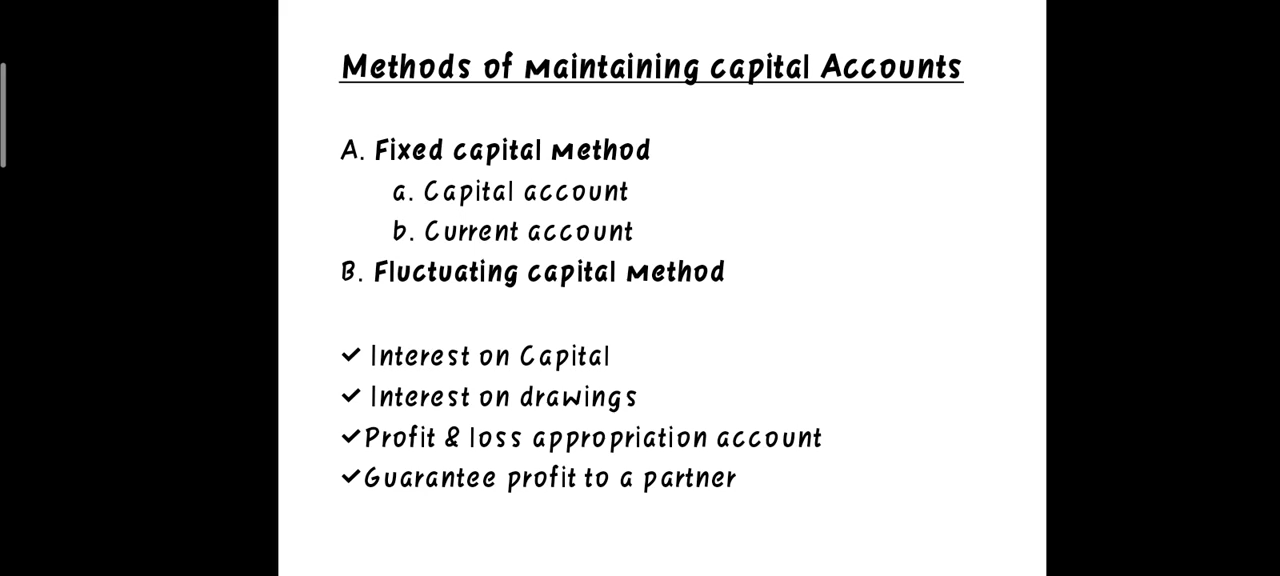 Methods of Maintaining capital Accounts
A. Fixed capital Method
a. Capital account
b. Current account
B. Fluctuating capital Method
✓ Interest on Capital
✓ Interest on drawings
✓Profit & loss appropriation account
✓Guarantee profit to a partner